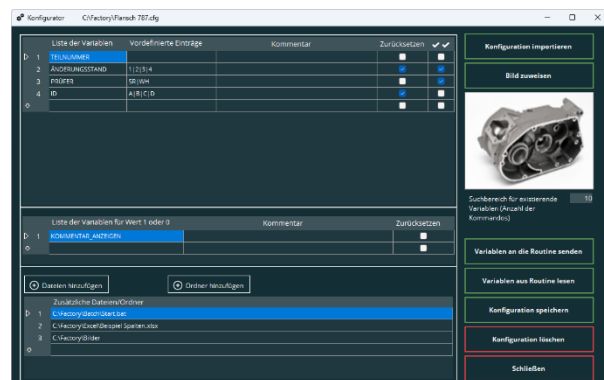 Konfigurator C:\Factory\Flansch 787.cfg
Liste der Variablen Vordefinierte Einträge Kommentar Zurücksetzen
1 TEILNUMMER
2 ÄNDERUNGSSTAND 1|2|3|4
3 PRÜFER SR|WH
4 ID A|B|C|D
Liste der Variablen für Wert 1 oder 0 Kommentar Zurücksetzen
1 KOMMENTAR_ANZEIGEN
Dateien hinzufügen Ordner hinzufügen
Zusätzliche Dateien/Ordner
1 C:\Factory\Batch\Start.bat
2 C:\Factory\Excel\Beispiel Spalten.xlsx
3 C:\Factory\Bilder
Konfiguration importieren
Bild zuweisen
Suchbereich für existierende 10
Variablen (Anzahl der
Kommandos)
Variablen an die Routine senden
Variablen aus Routine lesen
Konfiguration speichern
Konfiguration löschen
Schließen